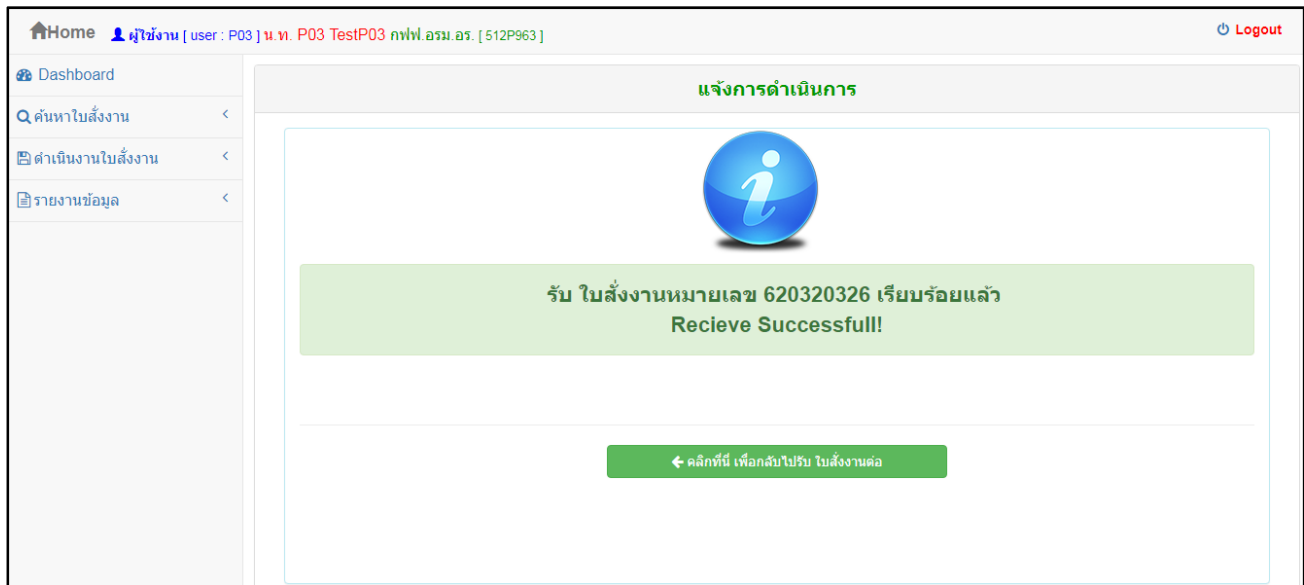 Home ผู้ใช้งาน [ user : P03 ] น.ท. P03 TestP03 กฟฟ.อรม.อร. [ 512P963 ] Logout
Dashboard
ค้นหาใบสั่งงาน
ดำเนินงานใบสั่งงาน
รายงานข้อมูล
แจ้งการดำเนินการ
รับ ใบสั่งงานหมายเลข 620320326 เรียบร้อยแล้ว
Recieve Successfull!
คลิกที่นี่ เพื่อกลับไปรับ ใบสั่งงานต่อ